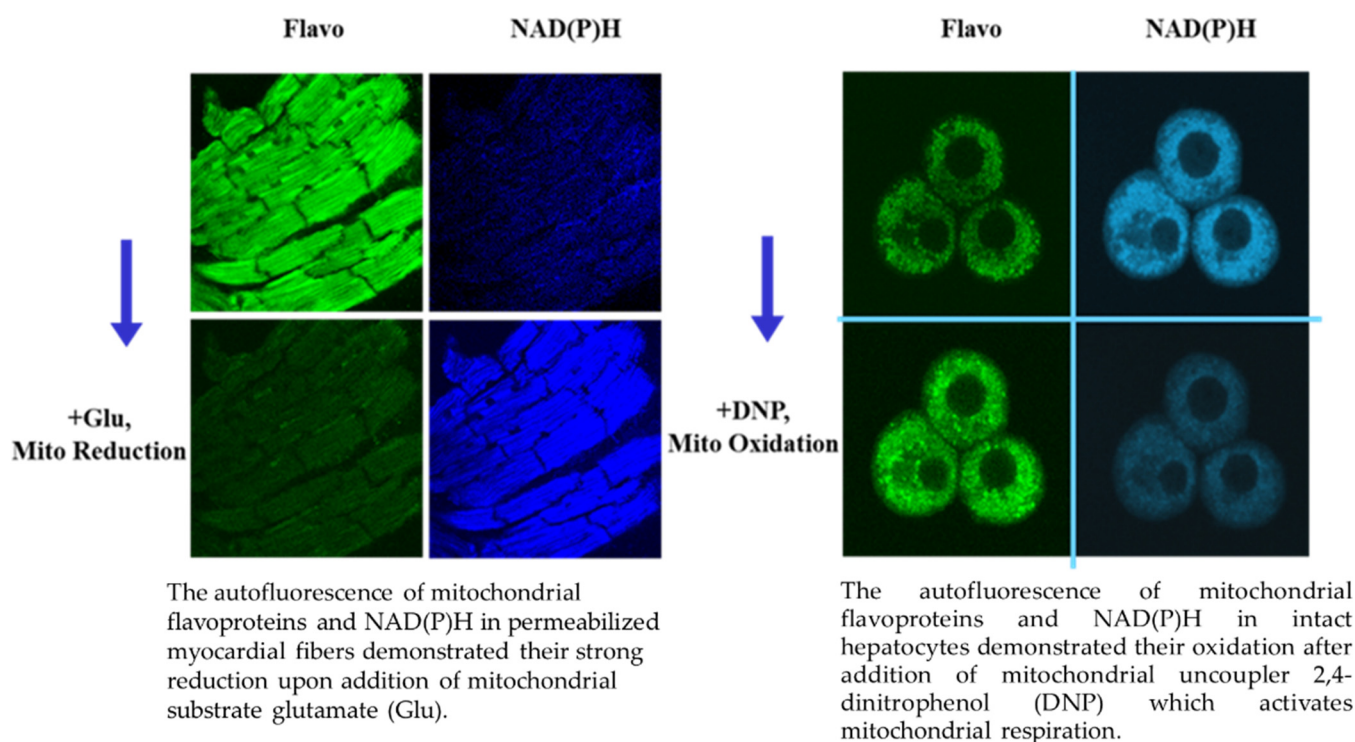 Flavo
NAD(P)H
+Glu,
Mito Reduction
The autofluorescence of mitochondrial
flavoproteins and NAD(P)H in permeabilized
myocardial fibers demonstrated their strong
reduction upon addition of mitochondrial
substrate glutamate (Glu).
Flavo
NAD(P)H
+DNP,
Mito Oxidation
The autofluorescence of mitochondrial
flavoproteins and NAD(P)H in intact
hepatocytes demonstrated their oxidation after
addition of mitochondrial uncoupler 2,4-
dinitrophenol (DNP) which activates
mitochondrial respiration.